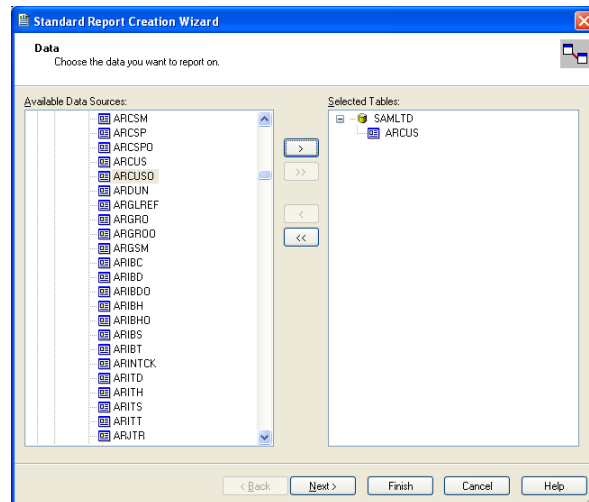 Standard Report Creation Wizard
Data
Choose the data you want to report on.
Available Data Sources:
ARCSM
ARCSP
ARCSPO
ARCUS
ARCUSO
ARDUN
ARGLREF
ARGRO
ARGROO
ARGSM
ARIBC
ARIBD
ARIBDO
ARIBH
ARIBHO
ARIBS
ARIBT
ARINTCK
ARITD
ARITH
ARITS
ARITT
ARJTR
>
>>
<
<<
Selected Tables:
SAMLTD
ARCUS
< Back
Next >
Finish
Cancel
Help